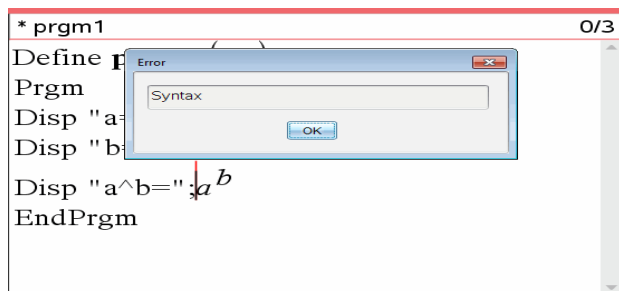 * prgm1 0/3
Define p
Error
Prgm
Syntax
Disp "a=
OK
Disp "b=
Disp "a^b=";a^b
EndPrgm